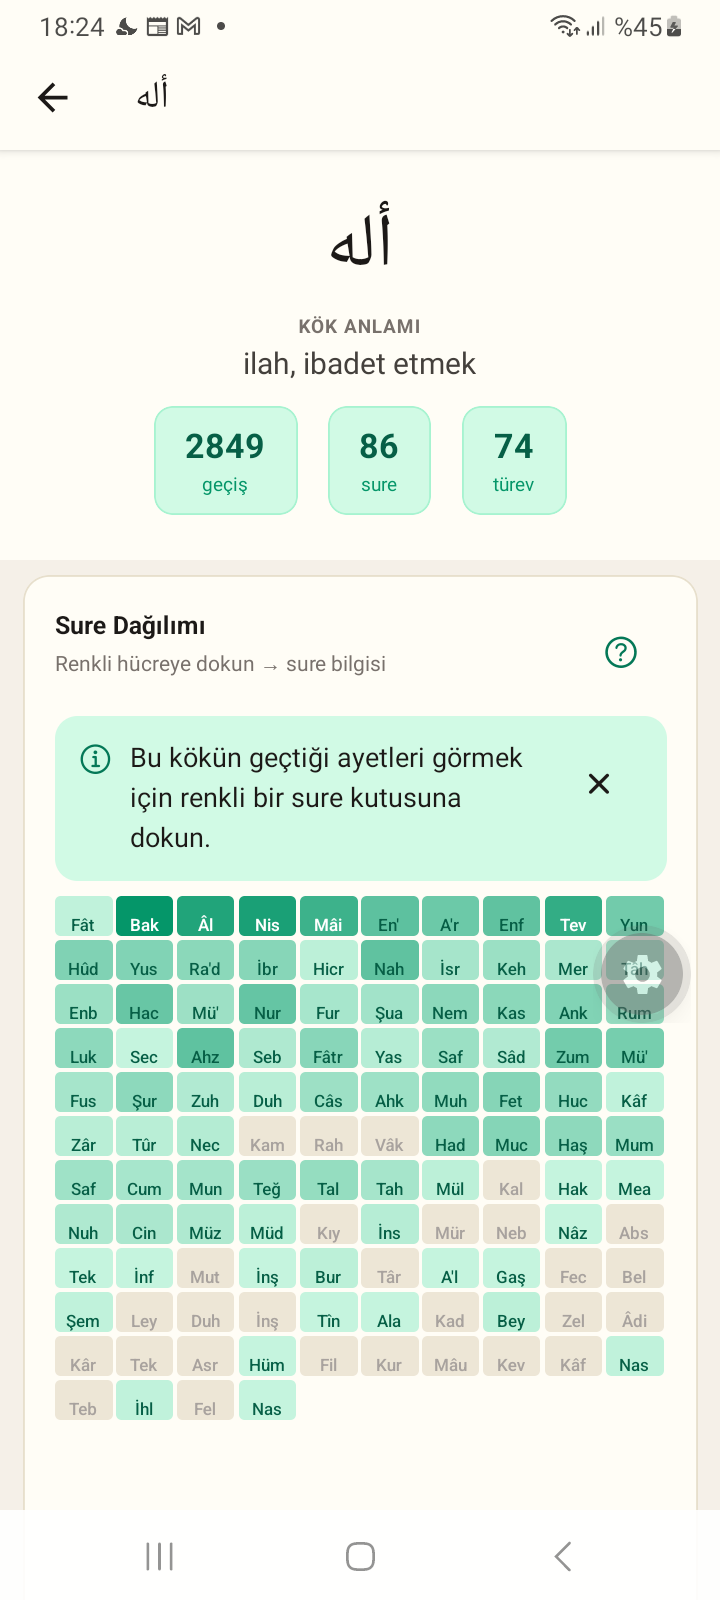 18:24 %45
أله
أله
KÖK ANLAMI
ilah, ibadet etmek
2849 86 74
geçiş sure türev
Sure Dağılımı
Renkli hücreye dokun → sure bilgisi
Bu kökün geçtiği ayetleri görmek
için renkli bir sure kutusuna
dokun.
Fât Bak Âl Nis Mâi En' A'r Enf Tev Yun
Hûd Yus Ra'd İbr Hicr Nah İsr Keh Mer Tâh
Enb Hac Mü' Nur Fur Şua Nem Kas Ank Rum
Luk Sec Ahz Seb Fâtr Yas Saf Sâd Zum Mü'
Fus Şur Zuh Duh Câs Ahk Muh Fet Huc Kâf
Zâr Tûr Nec Kam Rah Vâk Had Muc Haş Mum
Saf Cum Mun Teğ Tal Tah Mül Kal Hak Mea
Nuh Cin Müz Müd Kıy İns Mür Neb Nâz Abs
Tek İnf Mut İnş Bur Târ A'l Gaş Fec Bel
Şem Ley Duh İnş Tîn Ala Kad Bey Zel Âdi
Kâr Tek Asr Hüm Fil Kur Mâu Kev Kâf Nas
Teb İhl Fel Nas